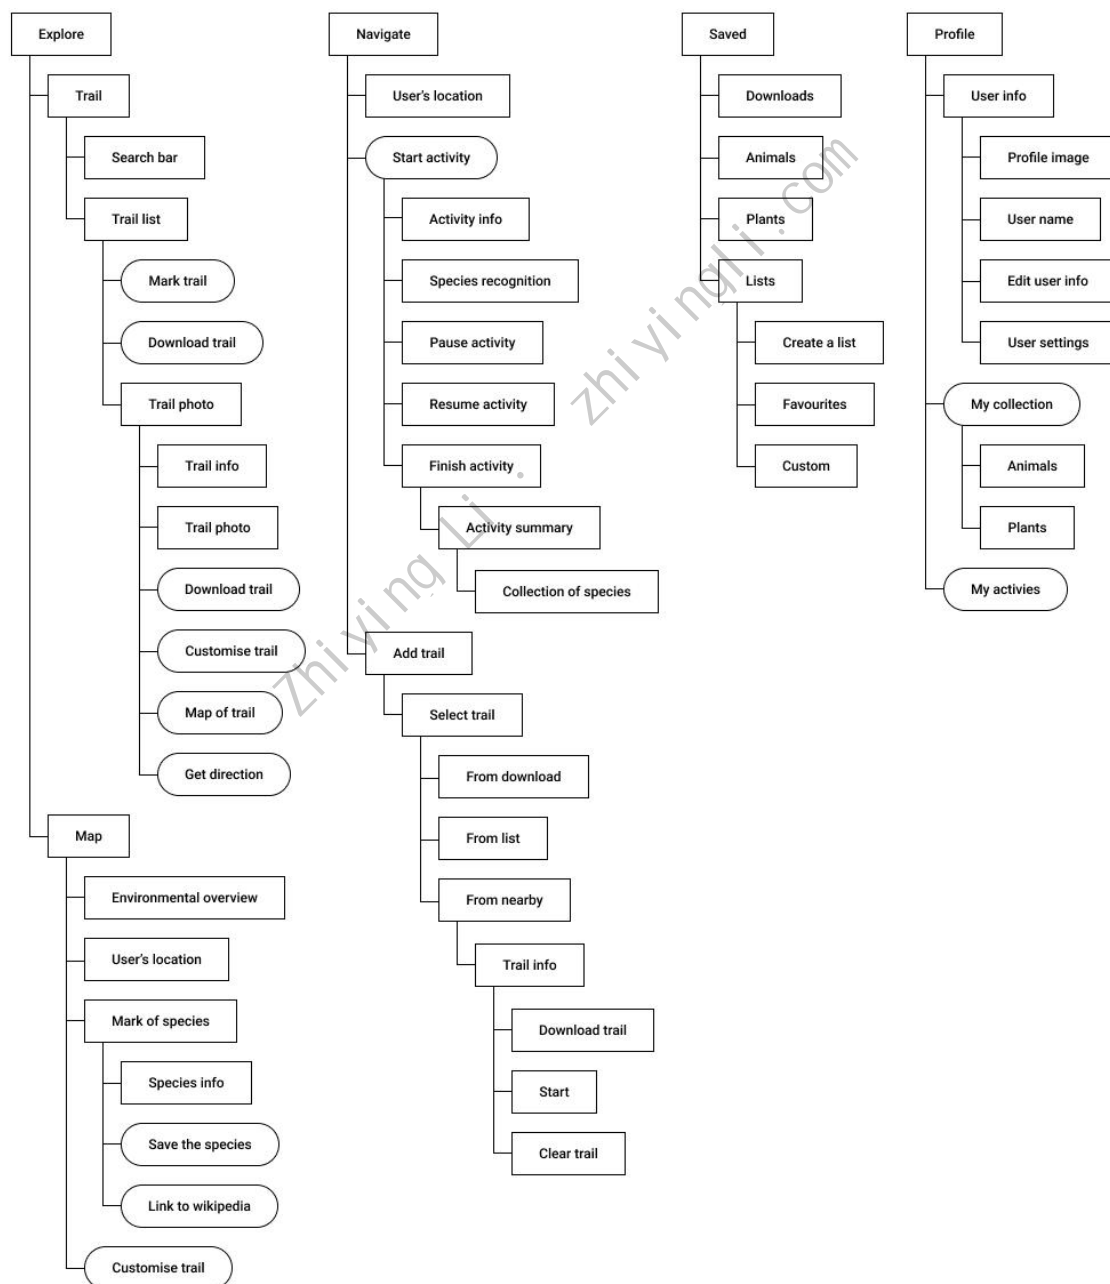 Explore
Trail
Search bar
Trail list
Mark trail
Download trail
Trail photo
Trail info
Trail photo
Download trail
Customise trail
Map of trail
Get direction
Map
Environmental overview
User's location
Mark of species
Species info
Save the species
Link to wikipedia
Customise trail
Navigate
User's location
Start activity
Activity info
Species recognition
Pause activity
Resume activity
Finish activity
Activity summary
Collection of species
Add trail
Select trail
From download
From list
From nearby
Trail info
Download trail
Start
Clear trail
Saved
Downloads
Animals
Plants
Lists
Create a list
Favourites
Custom
Profile
User info
Profile image
User name
Edit user info
User settings
My collection
Animals
Plants
My activies
Zhiying Li · zhiyingli.com